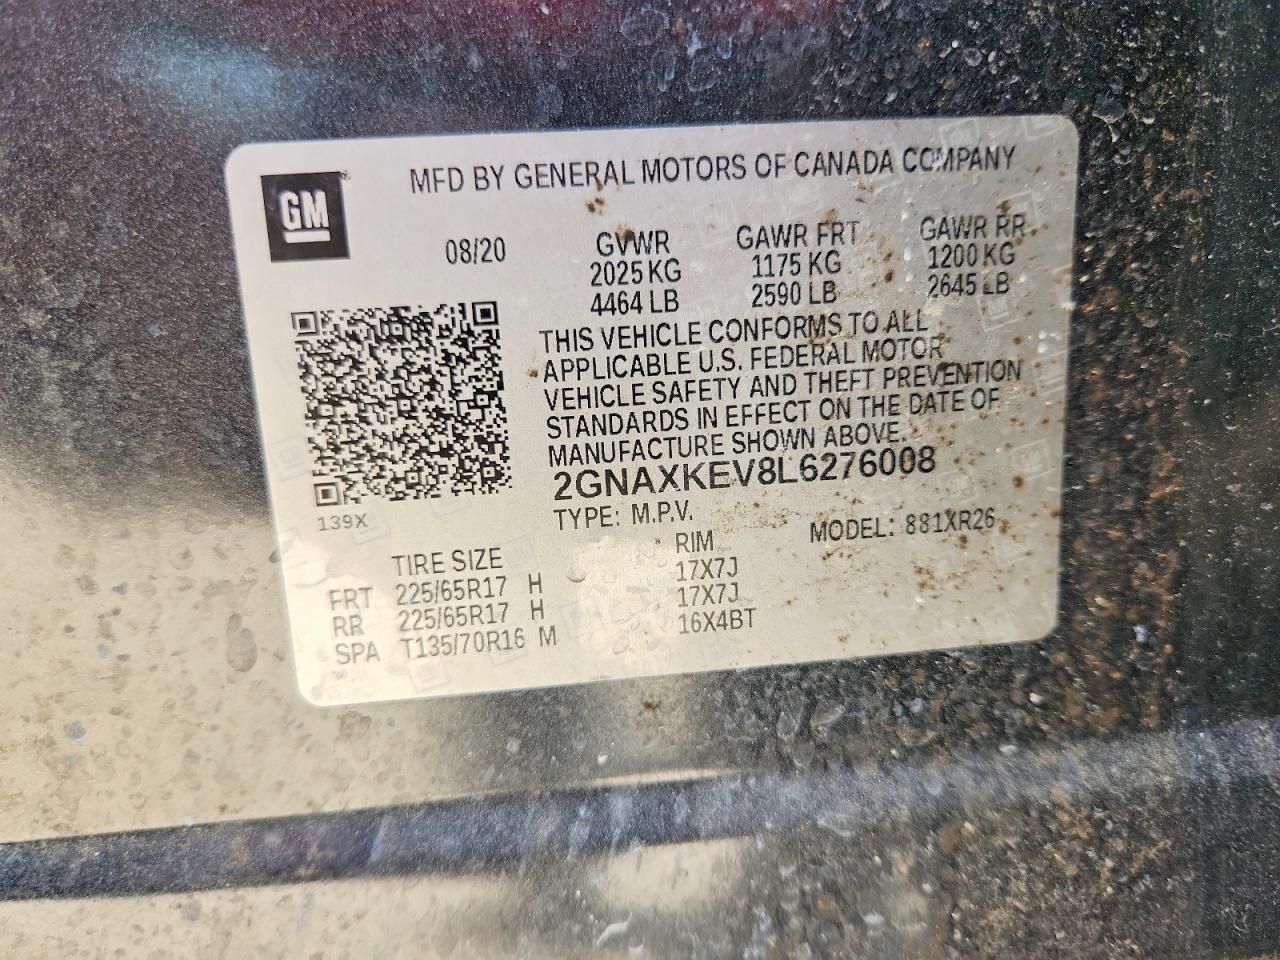 GM
MFD BY GENERAL MOTORS OF CANADA COMPANY
08/20
GVWR GAWR FRT GAWR RR
2025 KG 1175 KG 1200 KG
4464 LB 2590 LB 2645 LB
THIS VEHICLE CONFORMS TO ALL
APPLICABLE U.S. FEDERAL MOTOR
VEHICLE SAFETY AND THEFT PREVENTION
STANDARDS IN EFFECT ON THE DATE OF
MANUFACTURE SHOWN ABOVE.
2GNAXKEV8L6276008
139X
TYPE: M.P.V. MODEL: 881XR26
TIRE SIZE RIM
FRT 225/65R17 H 17X7J
RR 225/65R17 H 17X7J
SPA T135/70R16 M 16X4BT